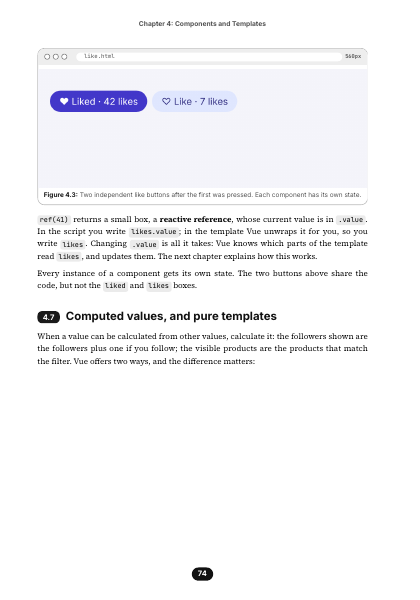 Chapter 4: Components and Templates
like.html
560px
♥ Liked · 42 likes
♡ Like · 7 likes
Figure 4.3: Two independent like buttons after the first was pressed. Each component has its own state.
ref(41) returns a small box, a reactive reference, whose current value is in .value.
In the script you write likes.value; in the template Vue unwraps it for you, so you
write likes. Changing .value is all it takes: Vue knows which parts of the template
read likes, and updates them. The next chapter explains how this works.
Every instance of a component gets its own state. The two buttons above share the
code, but not the liked and likes boxes.
4.7 Computed values, and pure templates
When a value can be calculated from other values, calculate it: the followers shown are
the followers plus one if you follow; the visible products are the products that match
the filter. Vue offers two ways, and the difference matters:
74